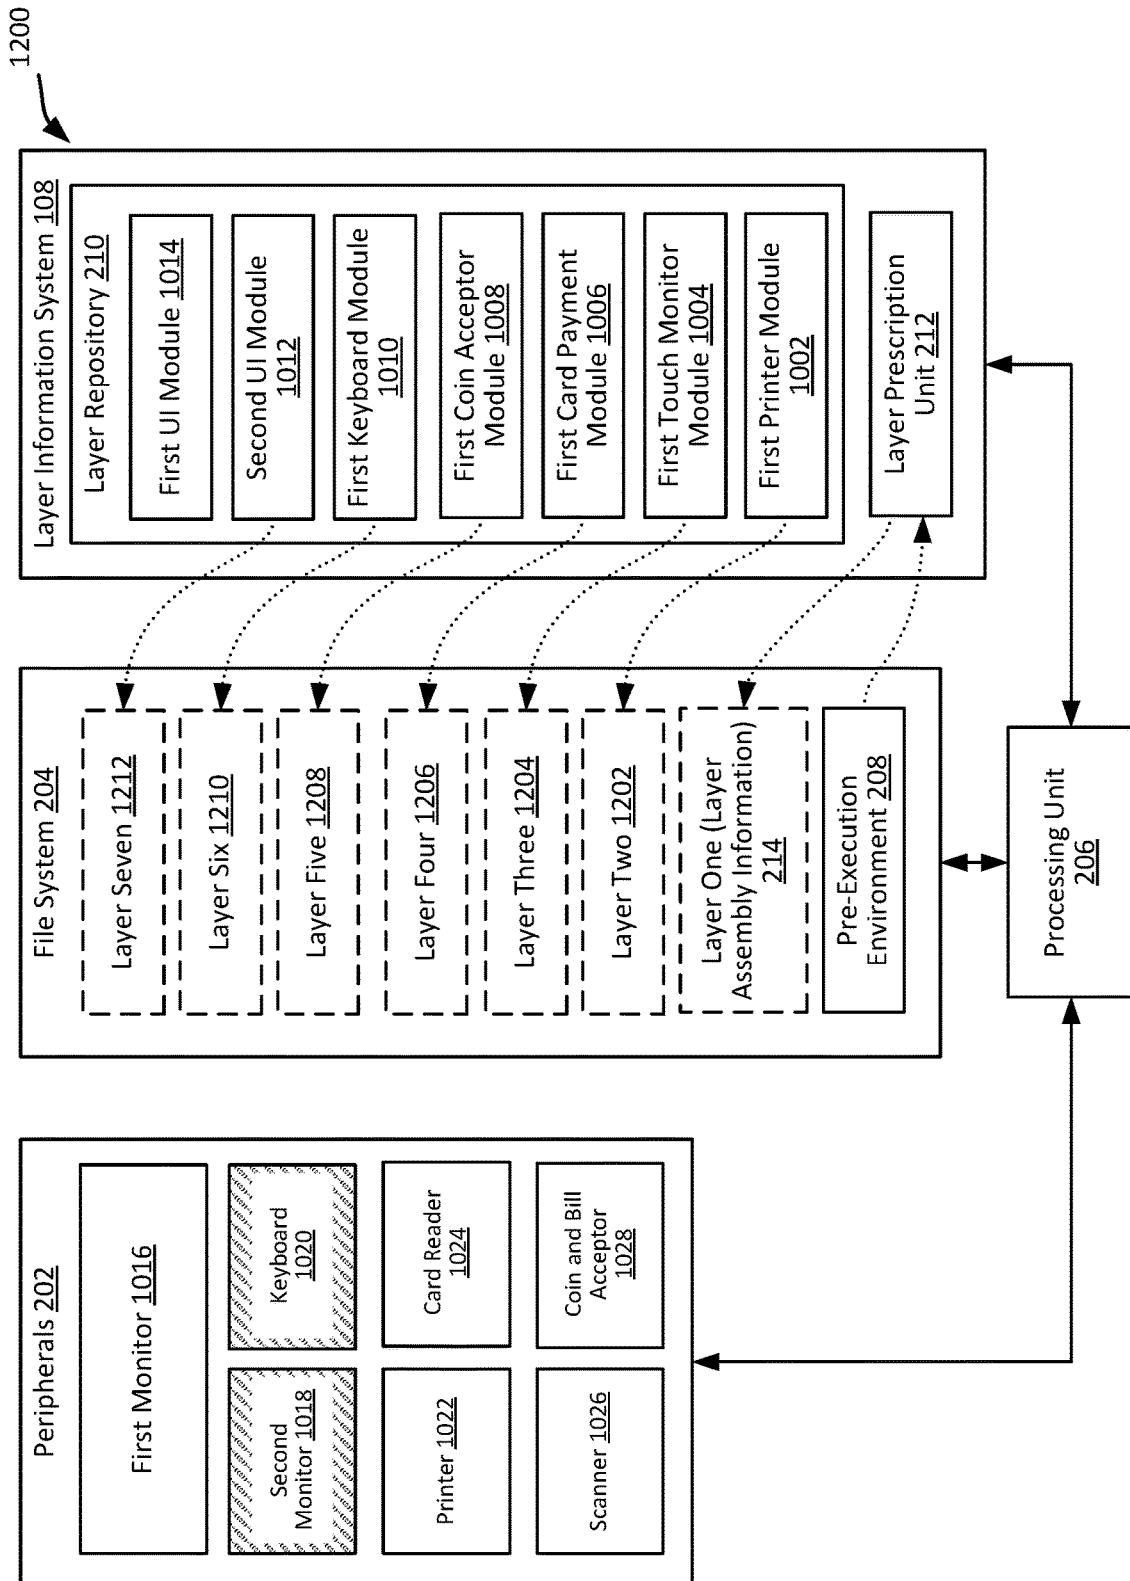 1200
Peripherals 202
First Monitor 1016
Second
Monitor 1018
Keyboard
1020
Printer 1022
Card Reader
1024
Scanner 1026
Coin and Bill
Acceptor
1028
File System 204
Layer Seven 1212
Layer Six 1210
Layer Five 1208
Layer Four 1206
Layer Three 1204
Layer Two 1202
Layer One (Layer
Assembly Information)
214
Pre-Execution
Environment 208
Layer Information System 108
Layer Repository 210
First UI Module 1014
Second UI Module
1012
First Keyboard Module
1010
First Coin Acceptor
Module 1008
First Card Payment
Module 1006
First Touch Monitor
Module 1004
First Printer Module
1002
Layer Prescription
Unit 212
Processing Unit
206